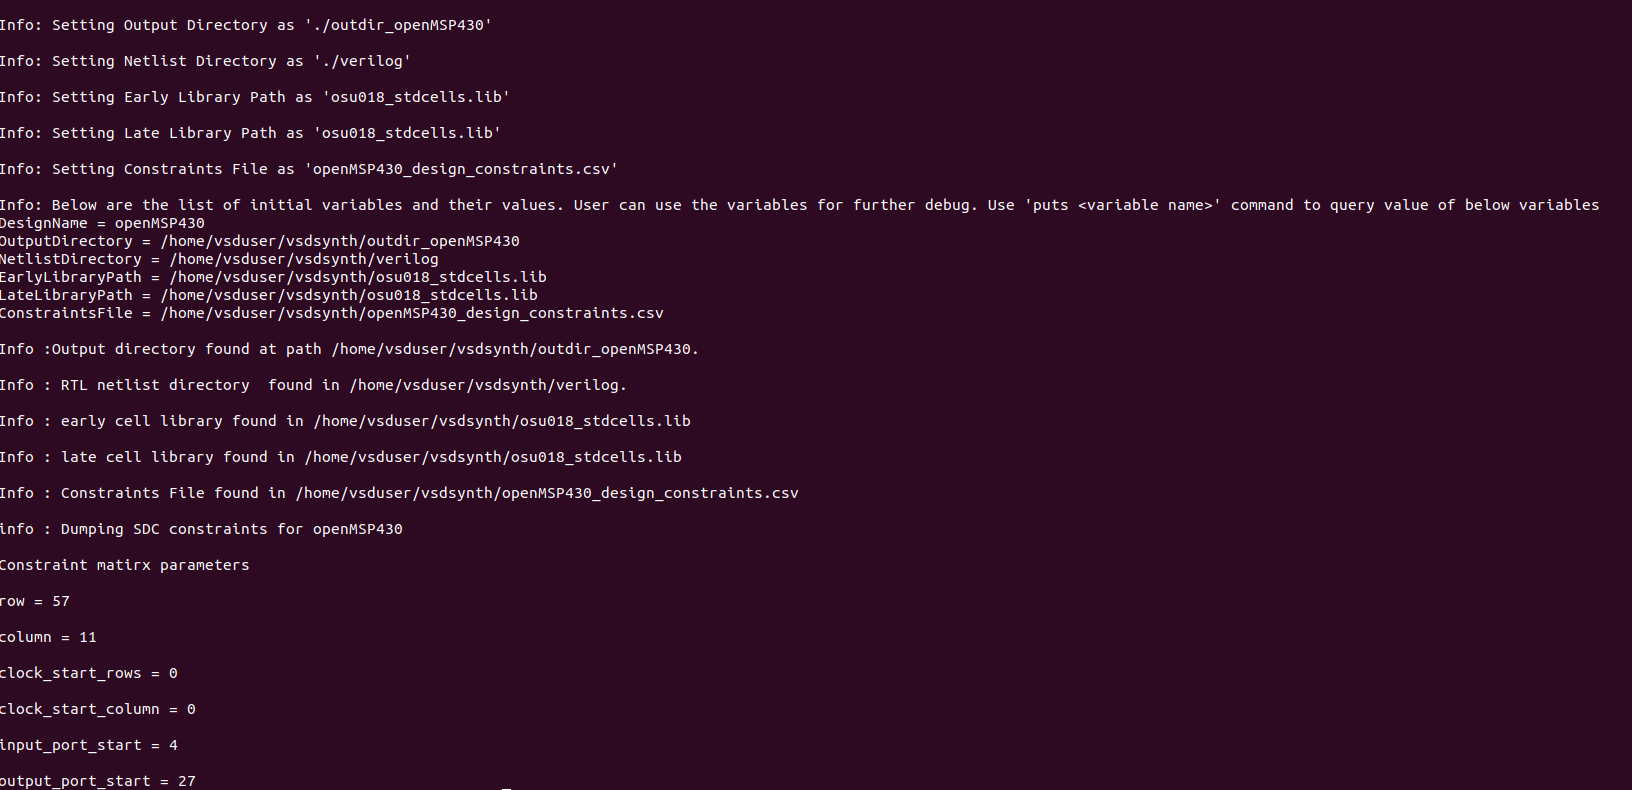 Info: Setting Output Directory as './outdir_openMSP430'
Info: Setting Netlist Directory as './verilog'
Info: Setting Early Library Path as 'osu018_stdcells.lib'
Info: Setting Late Library Path as 'osu018_stdcells.lib'
Info: Setting Constraints File as 'openMSP430_design_constraints.csv'
Info: Below are the list of initial variables and their values. User can use the variables for further debug. Use 'puts <variable name>' command to query value of below variables
DesignName = openMSP430
OutputDirectory = /home/vsduser/vsdsynth/outdir_openMSP430
NetlistDirectory = /home/vsduser/vsdsynth/verilog
EarlyLibraryPath = /home/vsduser/vsdsynth/osu018_stdcells.lib
LateLibraryPath = /home/vsduser/vsdsynth/osu018_stdcells.lib
ConstraintsFile = /home/vsduser/vsdsynth/openMSP430_design_constraints.csv
Info :Output directory found at path /home/vsduser/vsdsynth/outdir_openMSP430.
Info : RTL netlist directory  found in /home/vsduser/vsdsynth/verilog.
Info : early cell library found in /home/vsduser/vsdsynth/osu018_stdcells.lib
Info : late cell library found in /home/vsduser/vsdsynth/osu018_stdcells.lib
Info : Constraints File found in /home/vsduser/vsdsynth/openMSP430_design_constraints.csv
info : Dumping SDC constraints for openMSP430
Constraint matirx parameters
row = 57
column = 11
clock_start_rows = 0
clock_start_column = 0
input_port_start = 4
output_port_start = 27